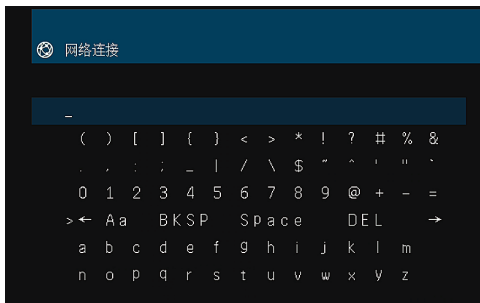 网络连接
_
( ) [ ] { } < > * ! ? # % &
. , : ; _ | / \ $ ~ ^ ' " `
0 1 2 3 4 5 6 7 8 9 @ + - =
>← Aa BKSP Space DEL →
a b c d e f g h i j k l m
n o p q r s t u v w x y z